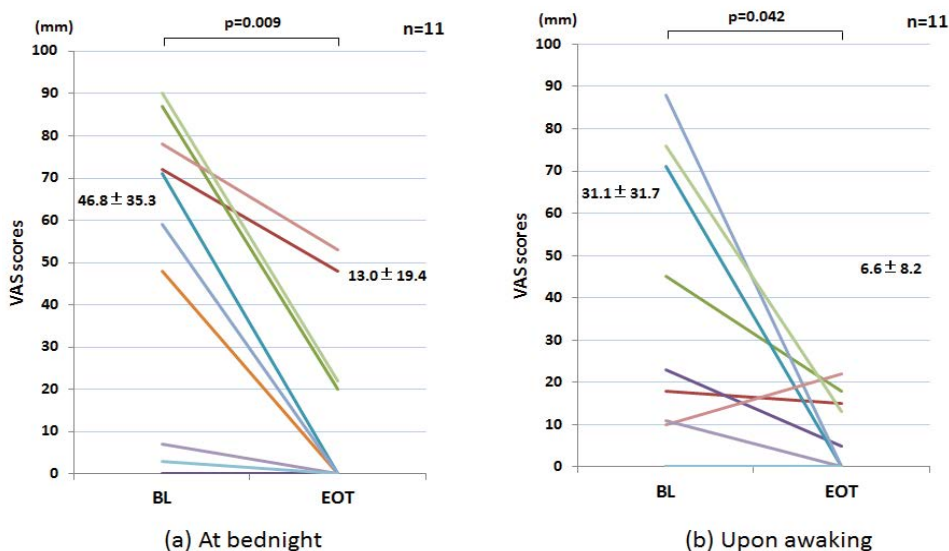 (mm)
p=0.009
n=11
100
90
80
70
60
50
40
30
20
10
0
VAS scores
46.8 ± 35.3
13.0 ± 19.4
BL
EOT
(a) At bednight
(mm)
p=0.042
n=11
100
90
80
70
60
50
40
30
20
10
0
VAS scores
31.1 ± 31.7
6.6 ± 8.2
BL
EOT
(b) Upon awaking